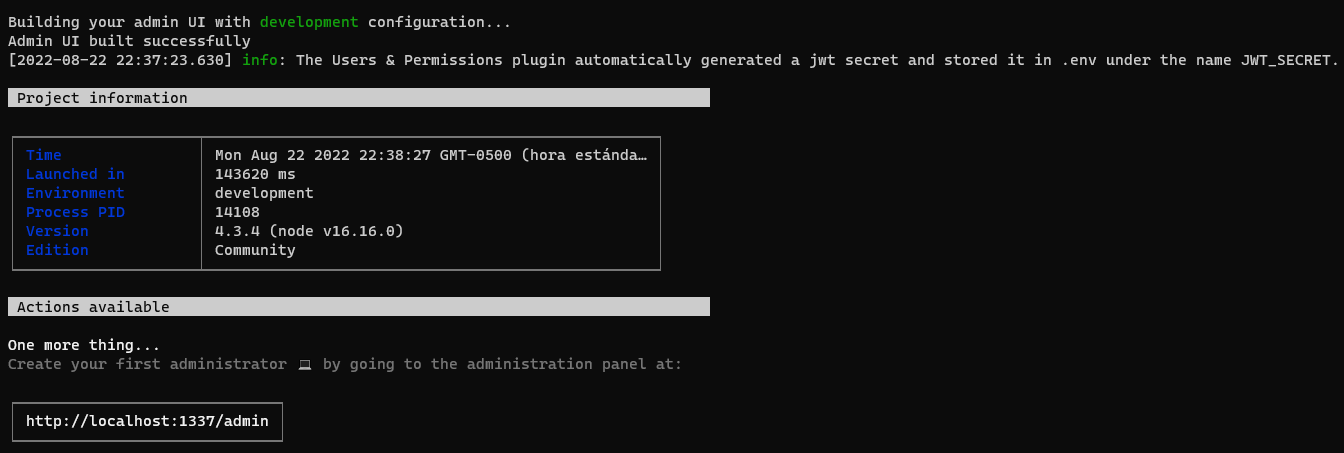 Building your admin UI with development configuration...
Admin UI built successfully
[2022-08-22 22:37:23.630] info: The Users & Permissions plugin automatically generated a jwt secret and stored it in .env under the name JWT_SECRET.
Project information
Time Mon Aug 22 2022 22:38:27 GMT-0500 (hora estánda…
Launched in 143620 ms
Environment development
Process PID 14108
Version 4.3.4 (node v16.16.0)
Edition Community
Actions available
One more thing...
Create your first administrator 💻 by going to the administration panel at:
http://localhost:1337/admin